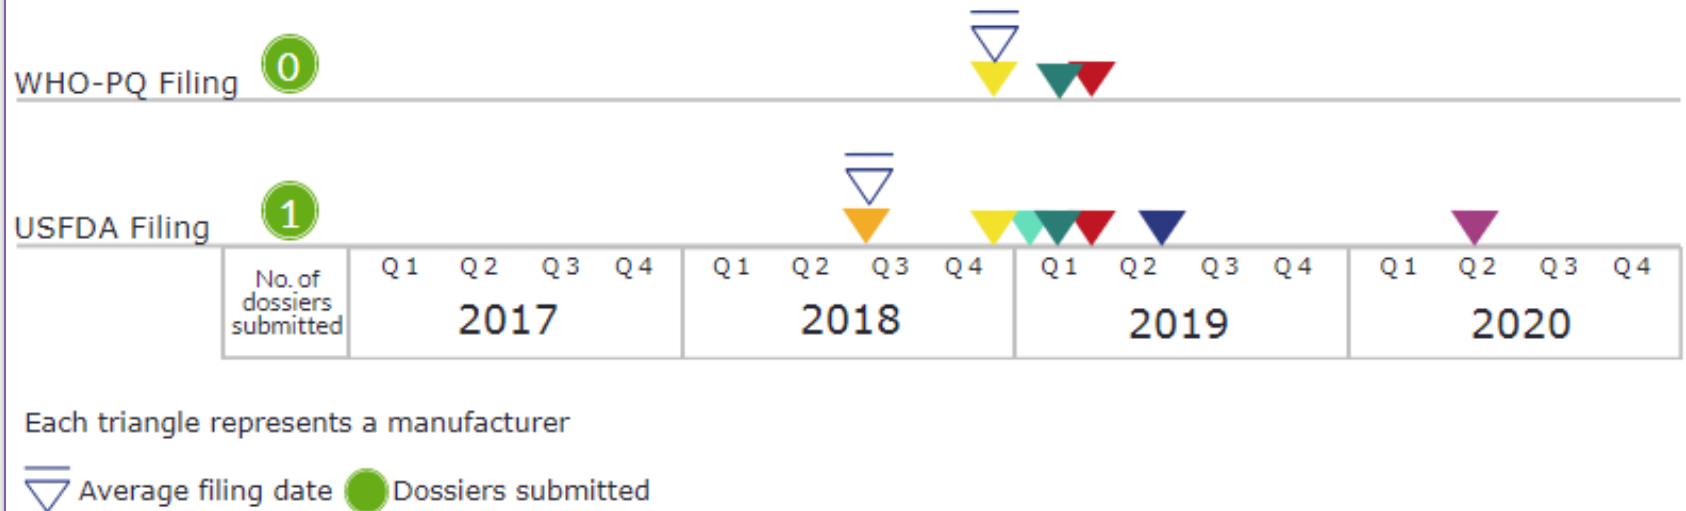 0
WHO-PQ Filing
1
USFDA Filing
No. of
dossiers
submitted
Q1 Q2 Q3 Q4
2017
Q1 Q2 Q3 Q4
2018
Q1 Q2 Q3 Q4
2019
Q1 Q2 Q3 Q4
2020
Each triangle represents a manufacturer
Average filing date
Dossiers submitted